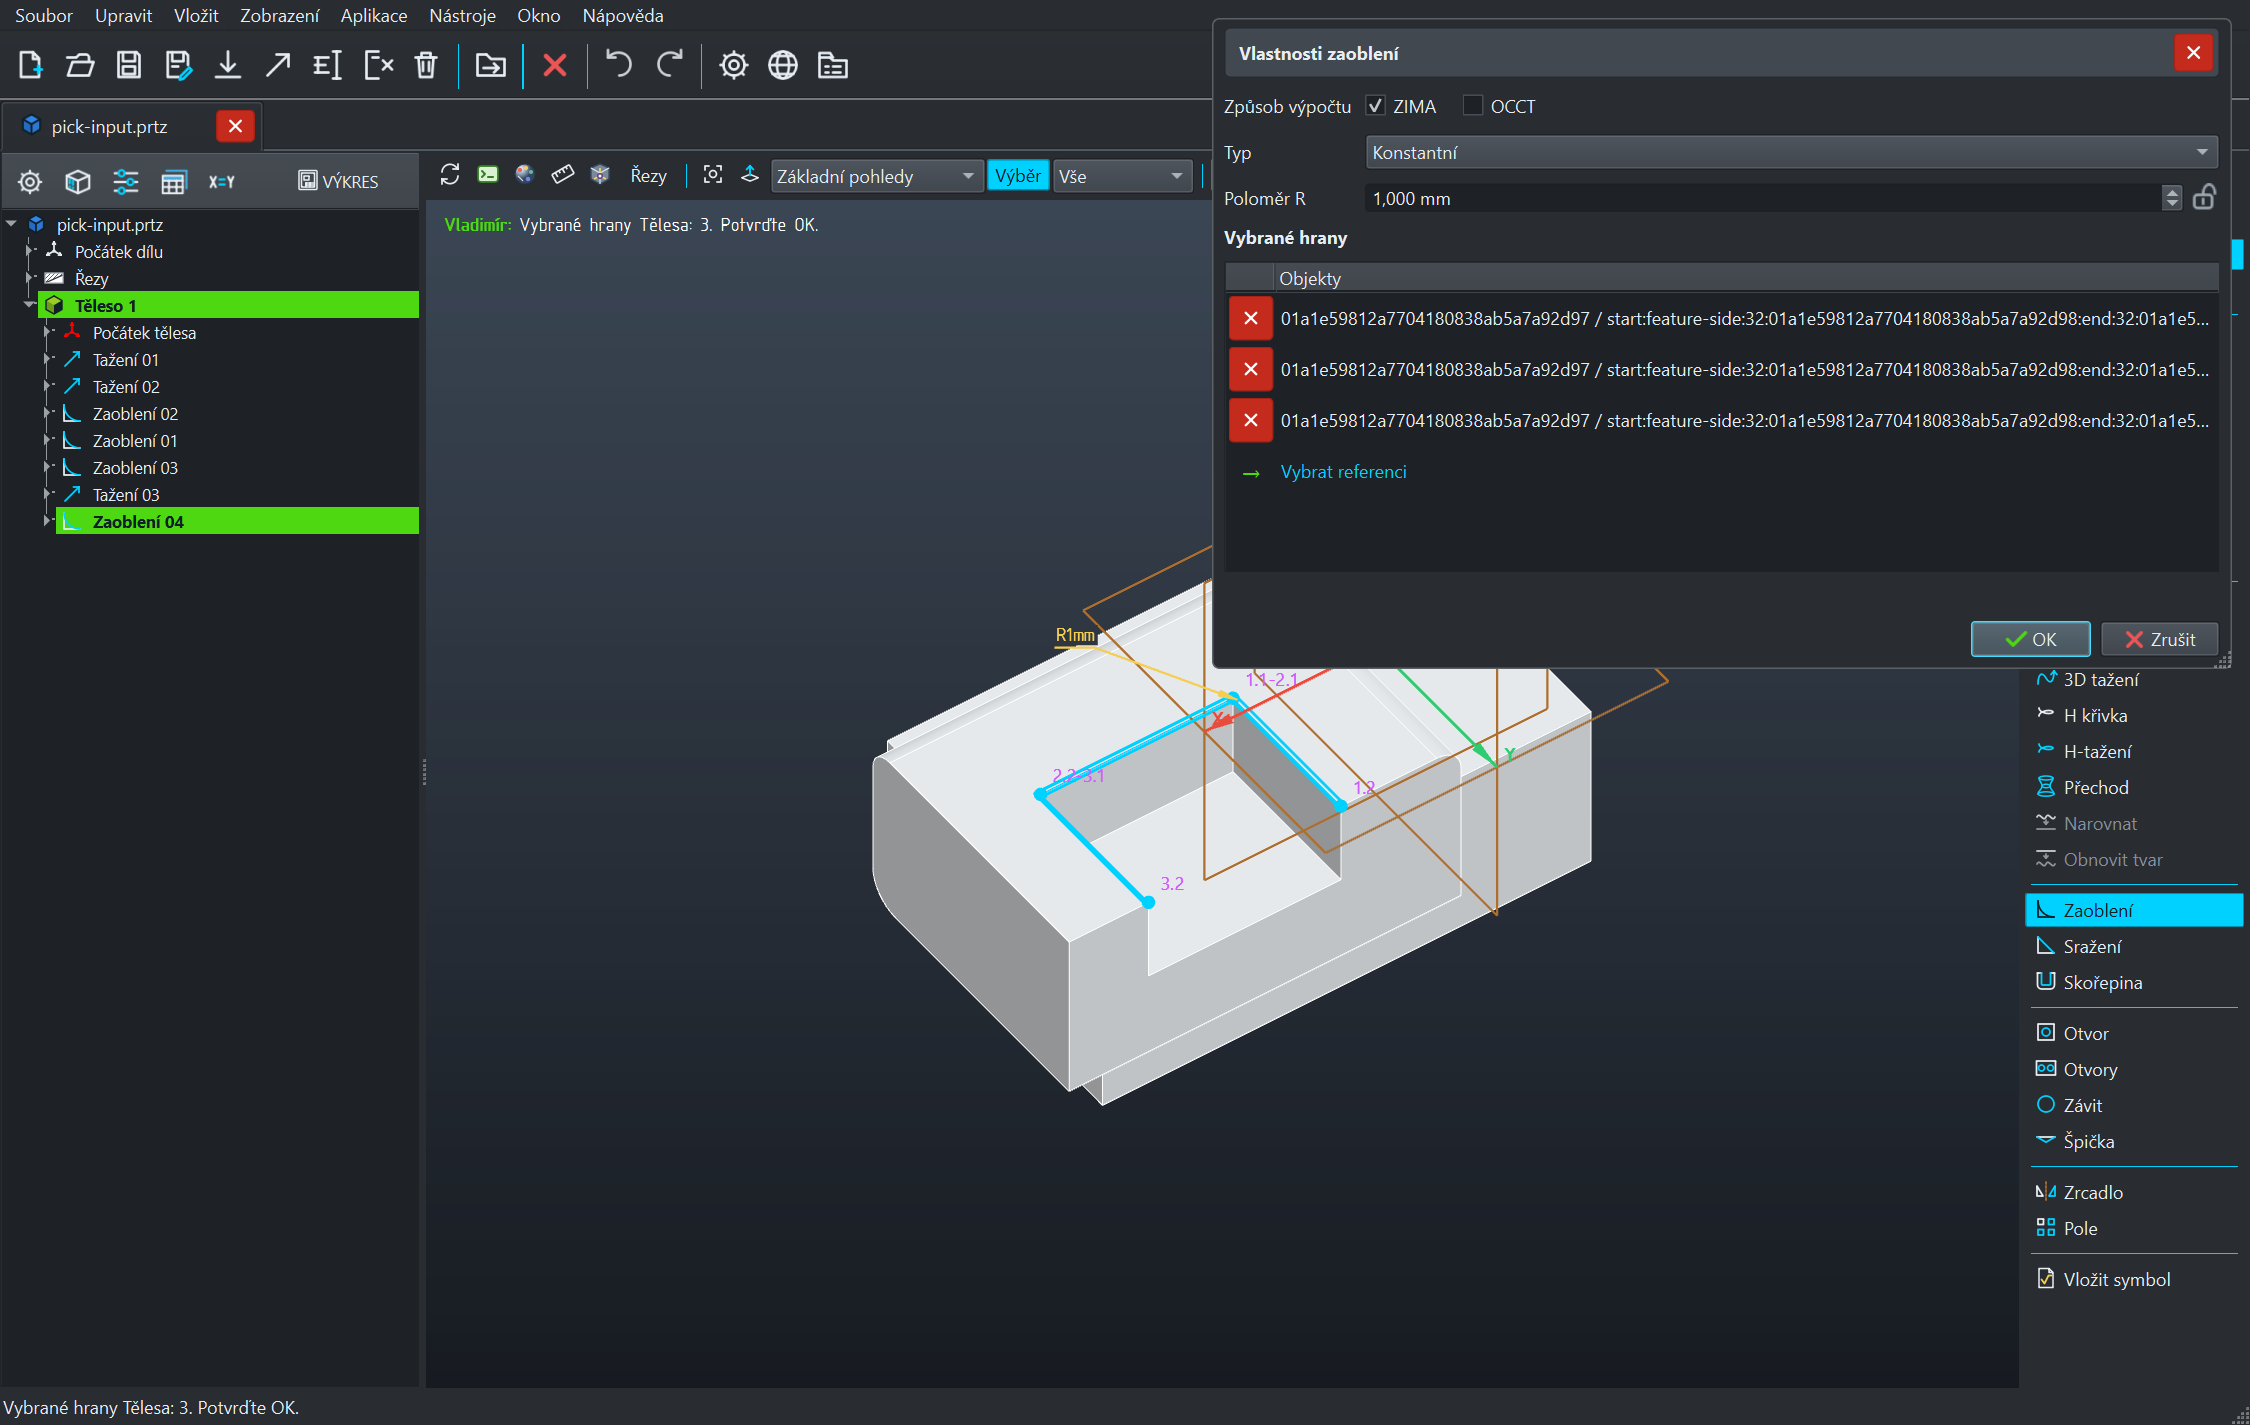 Soubor Upravit Vložit Zobrazení Aplikace Nástroje Okno Nápověda
pick-input.prtz
X=Y VÝKRES
Řezy Základní pohledy Výběr Vše
pick-input.prtz
Počátek dílu
Řezy
Těleso 1
Počátek tělesa
Tažení 01
Tažení 02
Zaoblení 02
Zaoblení 01
Zaoblení 03
Tažení 03
Zaoblení 04
Vladimír: Vybrané hrany Tělesa: 3. Potvrďte OK.
R1mm
1.1-2.1
X
Y
2.2-3.1
1.2
3.2
Vlastnosti zaoblení
Způsob výpočtu ZIMA OCCT
Typ Konstantní
Poloměr R 1,000 mm
Vybrané hrany
Objekty
01a1e59812a7704180838ab5a7a92d97 / start:feature-side:32:01a1e59812a7704180838ab5a7a92d98:end:32:01a1e5...
01a1e59812a7704180838ab5a7a92d97 / start:feature-side:32:01a1e59812a7704180838ab5a7a92d98:end:32:01a1e5...
01a1e59812a7704180838ab5a7a92d97 / start:feature-side:32:01a1e59812a7704180838ab5a7a92d98:end:32:01a1e5...
→ Vybrat referenci
OK Zrušit
3D tažení
H křivka
H-tažení
Přechod
Narovnat
Obnovit tvar
Zaoblení
Sražení
Skořepina
Otvor
Otvory
Závit
Špička
Zrcadlo
Pole
Vložit symbol
Vybrané hrany Tělesa: 3. Potvrďte OK.